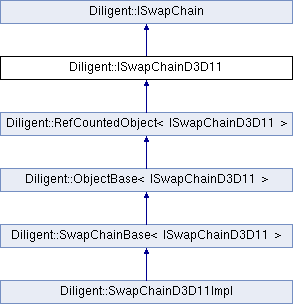 Diligent::ISwapChain
Diligent::ISwapChainD3D11
Diligent::RefCountedObject< ISwapChainD3D11 >
Diligent::ObjectBase< ISwapChainD3D11 >
Diligent::SwapChainBase< ISwapChainD3D11 >
Diligent::SwapChainD3D11Impl